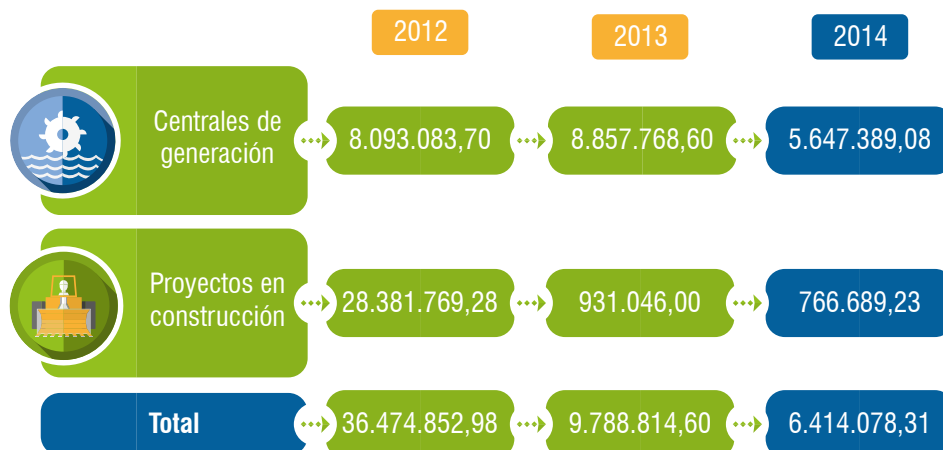 2012 2013 2014
Centrales de
generación
8.093.083,70 8.857.768,60 5.647.389,08
Proyectos en
construcción
28.381.769,28 931.046,00 766.689,23
Total 36.474.852,98 9.788.814,60 6.414.078,31